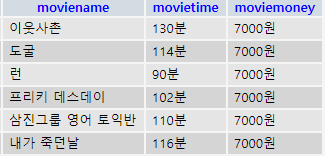 moviename movietime moviemoney
이웃사촌 130분 7000원
도굴 114분 7000원
런 90분 7000원
프리키 데스데이 102분 7000원
삼진그룹 영어 토익반 110분 7000원
내가 죽던날 116분 7000원